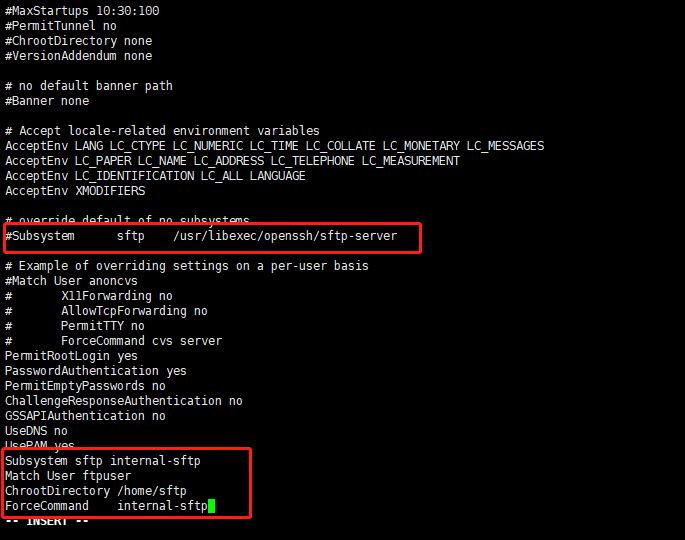 #MaxStartups 10:30:100
#PermitTunnel no
#ChrootDirectory none
#VersionAddendum none
# no default banner path
#Banner none
# Accept locale-related environment variables
AcceptEnv LANG LC_CTYPE LC_NUMERIC LC_TIME LC_COLLATE LC_MONETARY LC_MESSAGES
AcceptEnv LC_PAPER LC_NAME LC_ADDRESS LC_TELEPHONE LC_MEASUREMENT
AcceptEnv LC_IDENTIFICATION LC_ALL LANGUAGE
AcceptEnv XMODIFIERS
# override default of no subsystems
#Subsystem      sftp    /usr/libexec/openssh/sftp-server
# Example of overriding settings on a per-user basis
#Match User anoncvs
#       X11Forwarding no
#       AllowTcpForwarding no
#       PermitTTY no
#       ForceCommand cvs server
PermitRootLogin yes
PasswordAuthentication yes
PermitEmptyPasswords no
ChallengeResponseAuthentication no
GSSAPIAuthentication no
UseDNS no
UsePAM yes
Subsystem sftp internal-sftp
Match User ftpuser
ChrootDirectory /home/sftp
ForceCommand    internal-sftp
-- INSERT --